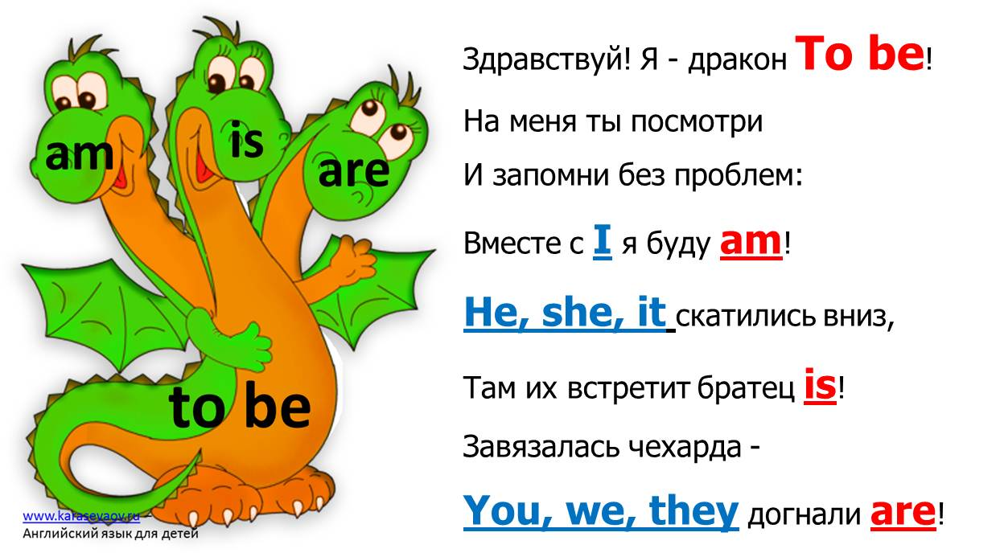 am
is
are
to be
www.karasevaov.ru –
Английский язык для детей
Здравствуй! Я - дракон To be!
На меня ты посмотри
И запомни без проблем:
Вместе с I я буду am!
He, she, it скатились вниз,
Там их встретит братец is!
Завязалась чехарда -
You, we, they догнали are!